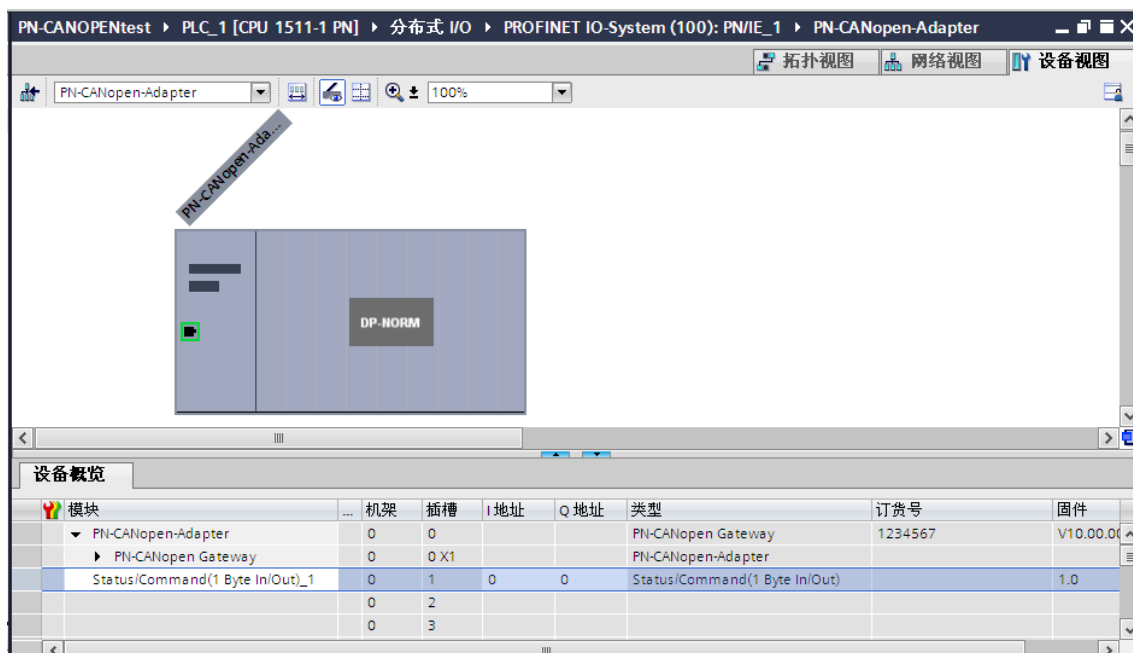 PN-CANOPENtest ▸ PLC_1 [CPU 1511-1 PN] ▸ 分布式 I/O ▸ PROFINET IO-System (100): PN/IE_1 ▸ PN-CANopen-Adapter
拓扑视图 网络视图 设备视图
PN-CANopen-Adapter 100%
PN-CANopen-Ada...
DP-NORM
设备概览
模块 ... 机架 插槽 I 地址 Q 地址 类型 订货号 固件
PN-CANopen-Adapter 0 0 PN-CANopen Gateway 1234567 V10.00.00
PN-CANopen Gateway 0 0 X1 PN-CANopen-Adapter
Status/Command(1 Byte In/Out)_1 0 1 0 0 Status/Command(1 Byte In/Out) 1.0
0 2
0 3